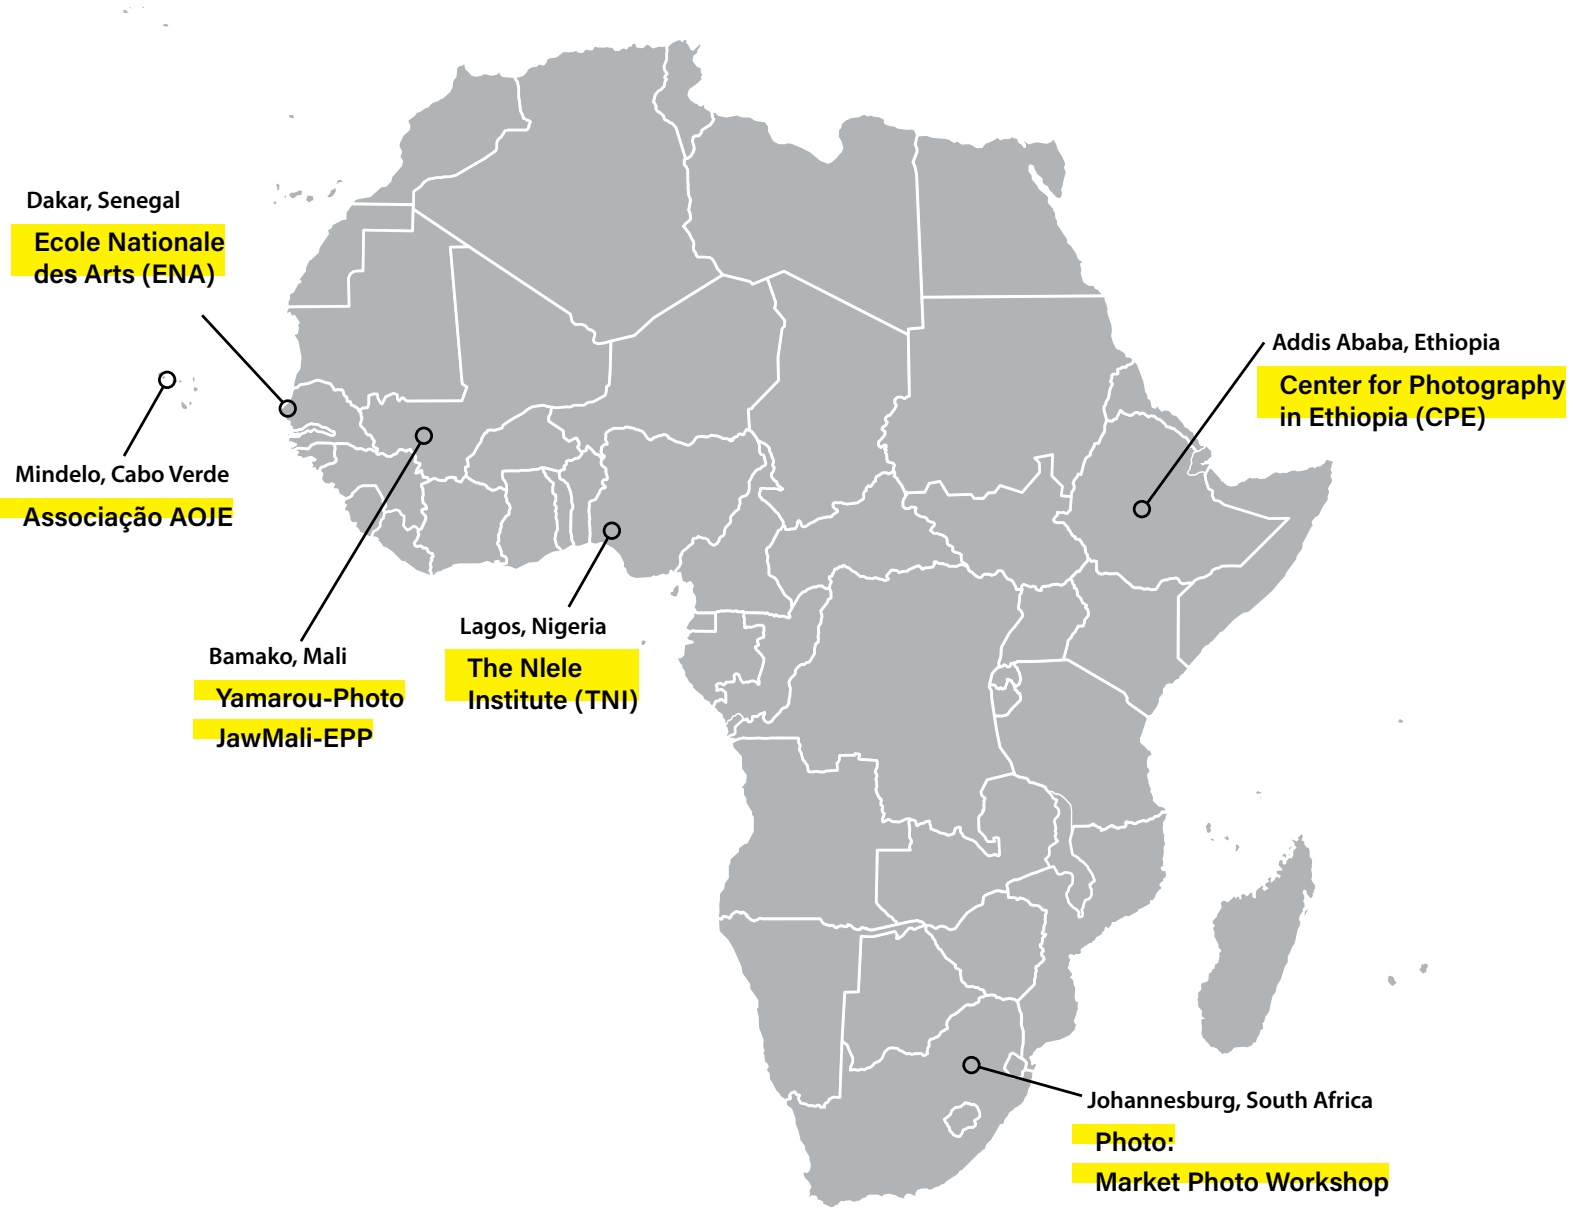 Dakar, Senegal
Ecole Nationale
des Arts (ENA)
Mindelo, Cabo Verde
Associação AOJE
Bamako, Mali
Yamarou-Photo
JawMali-EPP
Lagos, Nigeria
The Nlele
Institute (TNI)
Addis Ababa, Ethiopia
Center for Photography
in Ethiopia (CPE)
Johannesburg, South Africa
Photo:
Market Photo Workshop